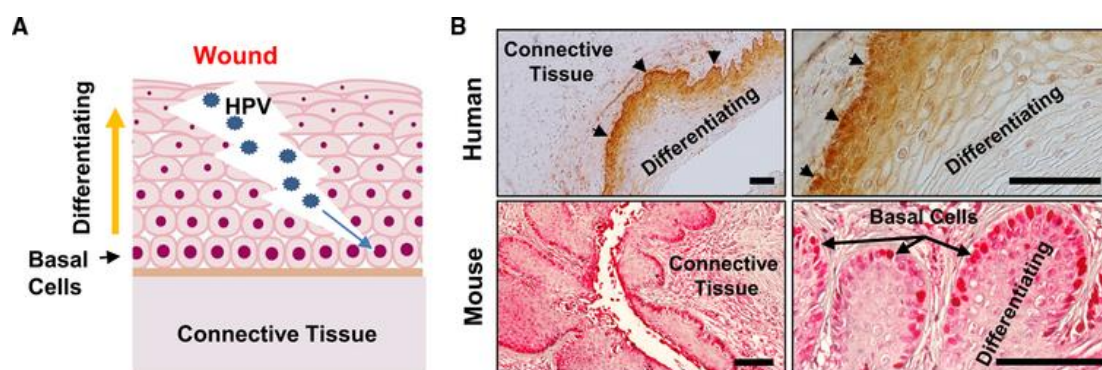 A
Wound
HPV
Differentiating
Basal
Cells
Connective Tissue
B
Human
Connective
Tissue
Differentiating
Differentiating
Mouse
Connective
Tissue
Basal Cells
Differentiating